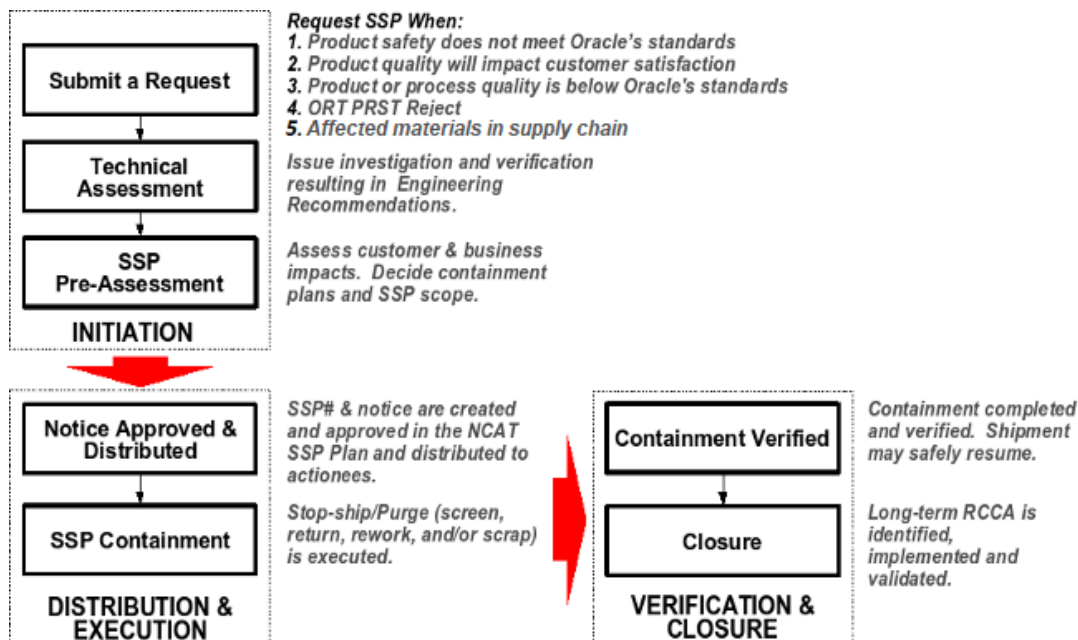 Request SSP When:
1. Product safety does not meet Oracle's standards
2. Product quality will impact customer satisfaction
3. Product or process quality is below Oracle's standards
4. ORT PRST Reject
5. Affected materials in supply chain
Submit a Request
Technical
Assessment
Issue investigation and verification
resulting in Engineering
Recommendations.
SSP
Pre-Assessment
Assess customer & business
impacts. Decide containment
plans and SSP scope.
INITIATION
Notice Approved &
Distributed
SSP# & notice are created
and approved in the NCAT
SSP Plan and distributed to
actionees.
SSP Containment
Stop-ship/Purge (screen,
return, rework, and/or scrap)
is executed.
DISTRIBUTION &
EXECUTION
Containment Verified
Containment completed
and verified. Shipment
may safely resume.
Closure
Long-term RCCA is
identified,
implemented and
validated.
VERIFICATION &
CLOSURE